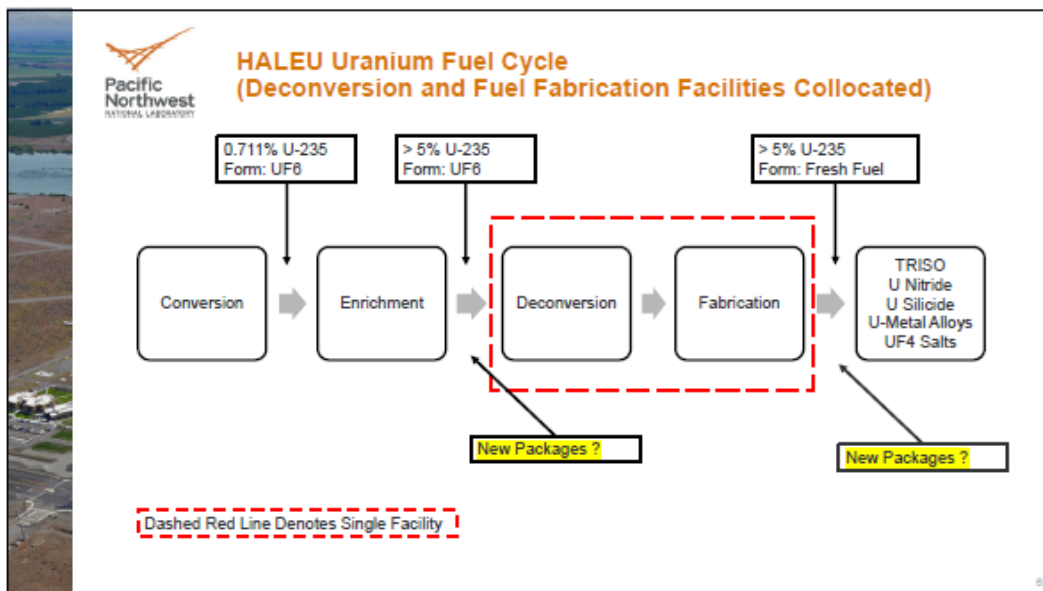 Pacific
Northwest
NATIONAL LABORATORY
HALEU Uranium Fuel Cycle
(Deconversion and Fuel Fabrication Facilities Collocated)
0.711% U-235
Form: UF6
> 5% U-235
Form: UF6
> 5% U-235
Form: Fresh Fuel
Conversion
Enrichment
Deconversion
Fabrication
TRISO
U Nitride
U Silicide
U-Metal Alloys
UF4 Salts
New Packages ?
New Packages ?
Dashed Red Line Denotes Single Facility
6